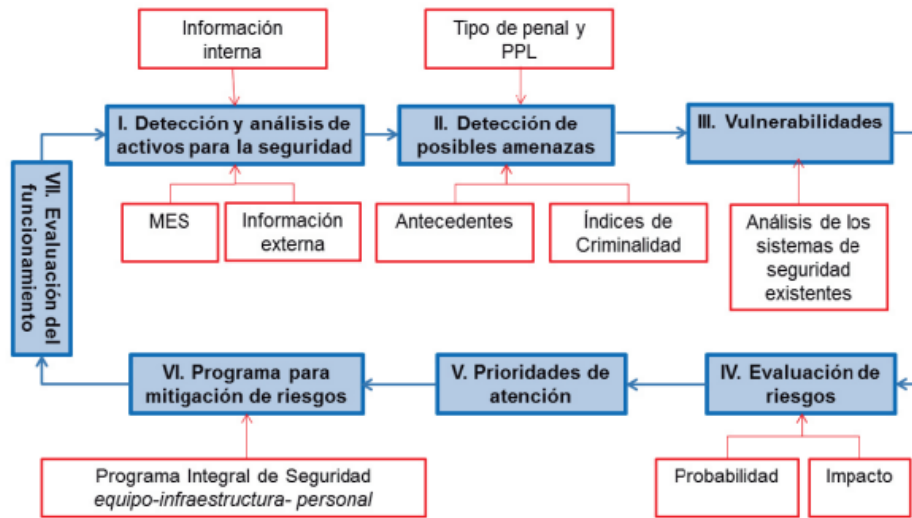 Información
interna
Tipo de penal y
PPL
I. Detección y análisis de
activos para la seguridad
II. Detección de
posibles amenazas
III. Vulnerabilidades
MES
Información
externa
Antecedentes
Índices de
Criminalidad
Análisis de los
sistemas de
seguridad
existentes
VII. Evaluación del
funcionamiento
VI. Programa para
mitigación de riesgos
V. Prioridades de
atención
IV. Evaluación de
riesgos
Programa Integral de Seguridad
equipo-infraestructura- personal
Probabilidad
Impacto